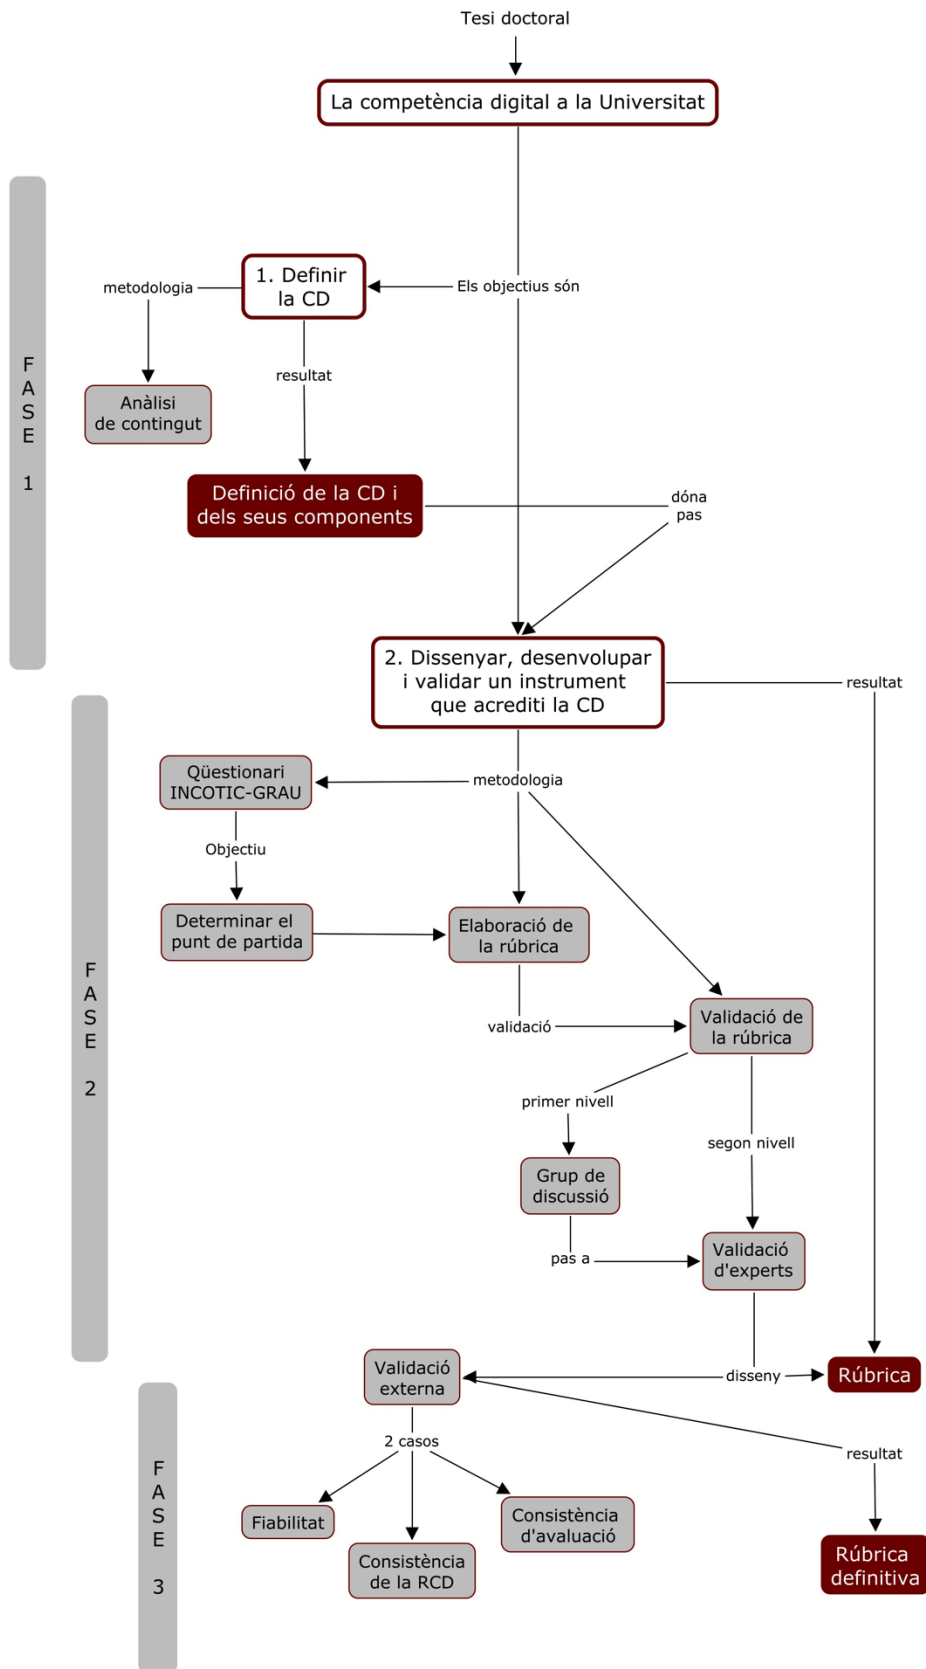 Tesi doctoral
La competència digital a la Universitat
FASE 1
1. Definir
la CD
Els objectius són
metodologia
resultat
Anàlisi
de contingut
Definició de la CD i
dels seus components
dóna
pas
2. Dissenyar, desenvolupar
i validar un instrument
que acrediti la CD
resultat
FASE 2
Qüestionari
INCOTIC-GRAU
metodologia
Objectiu
Determinar el
punt de partida
Elaboració de
la rúbrica
validació
Validació de
la rúbrica
primer nivell
segon nivell
Grup de
discussió
pas a
Validació
d'experts
disseny
Rúbrica
FASE 3
Validació
externa
2 casos
resultat
Fiabilitat
Consistència
d'avaluació
Consistència
de la RCD
Rúbrica
definitiva